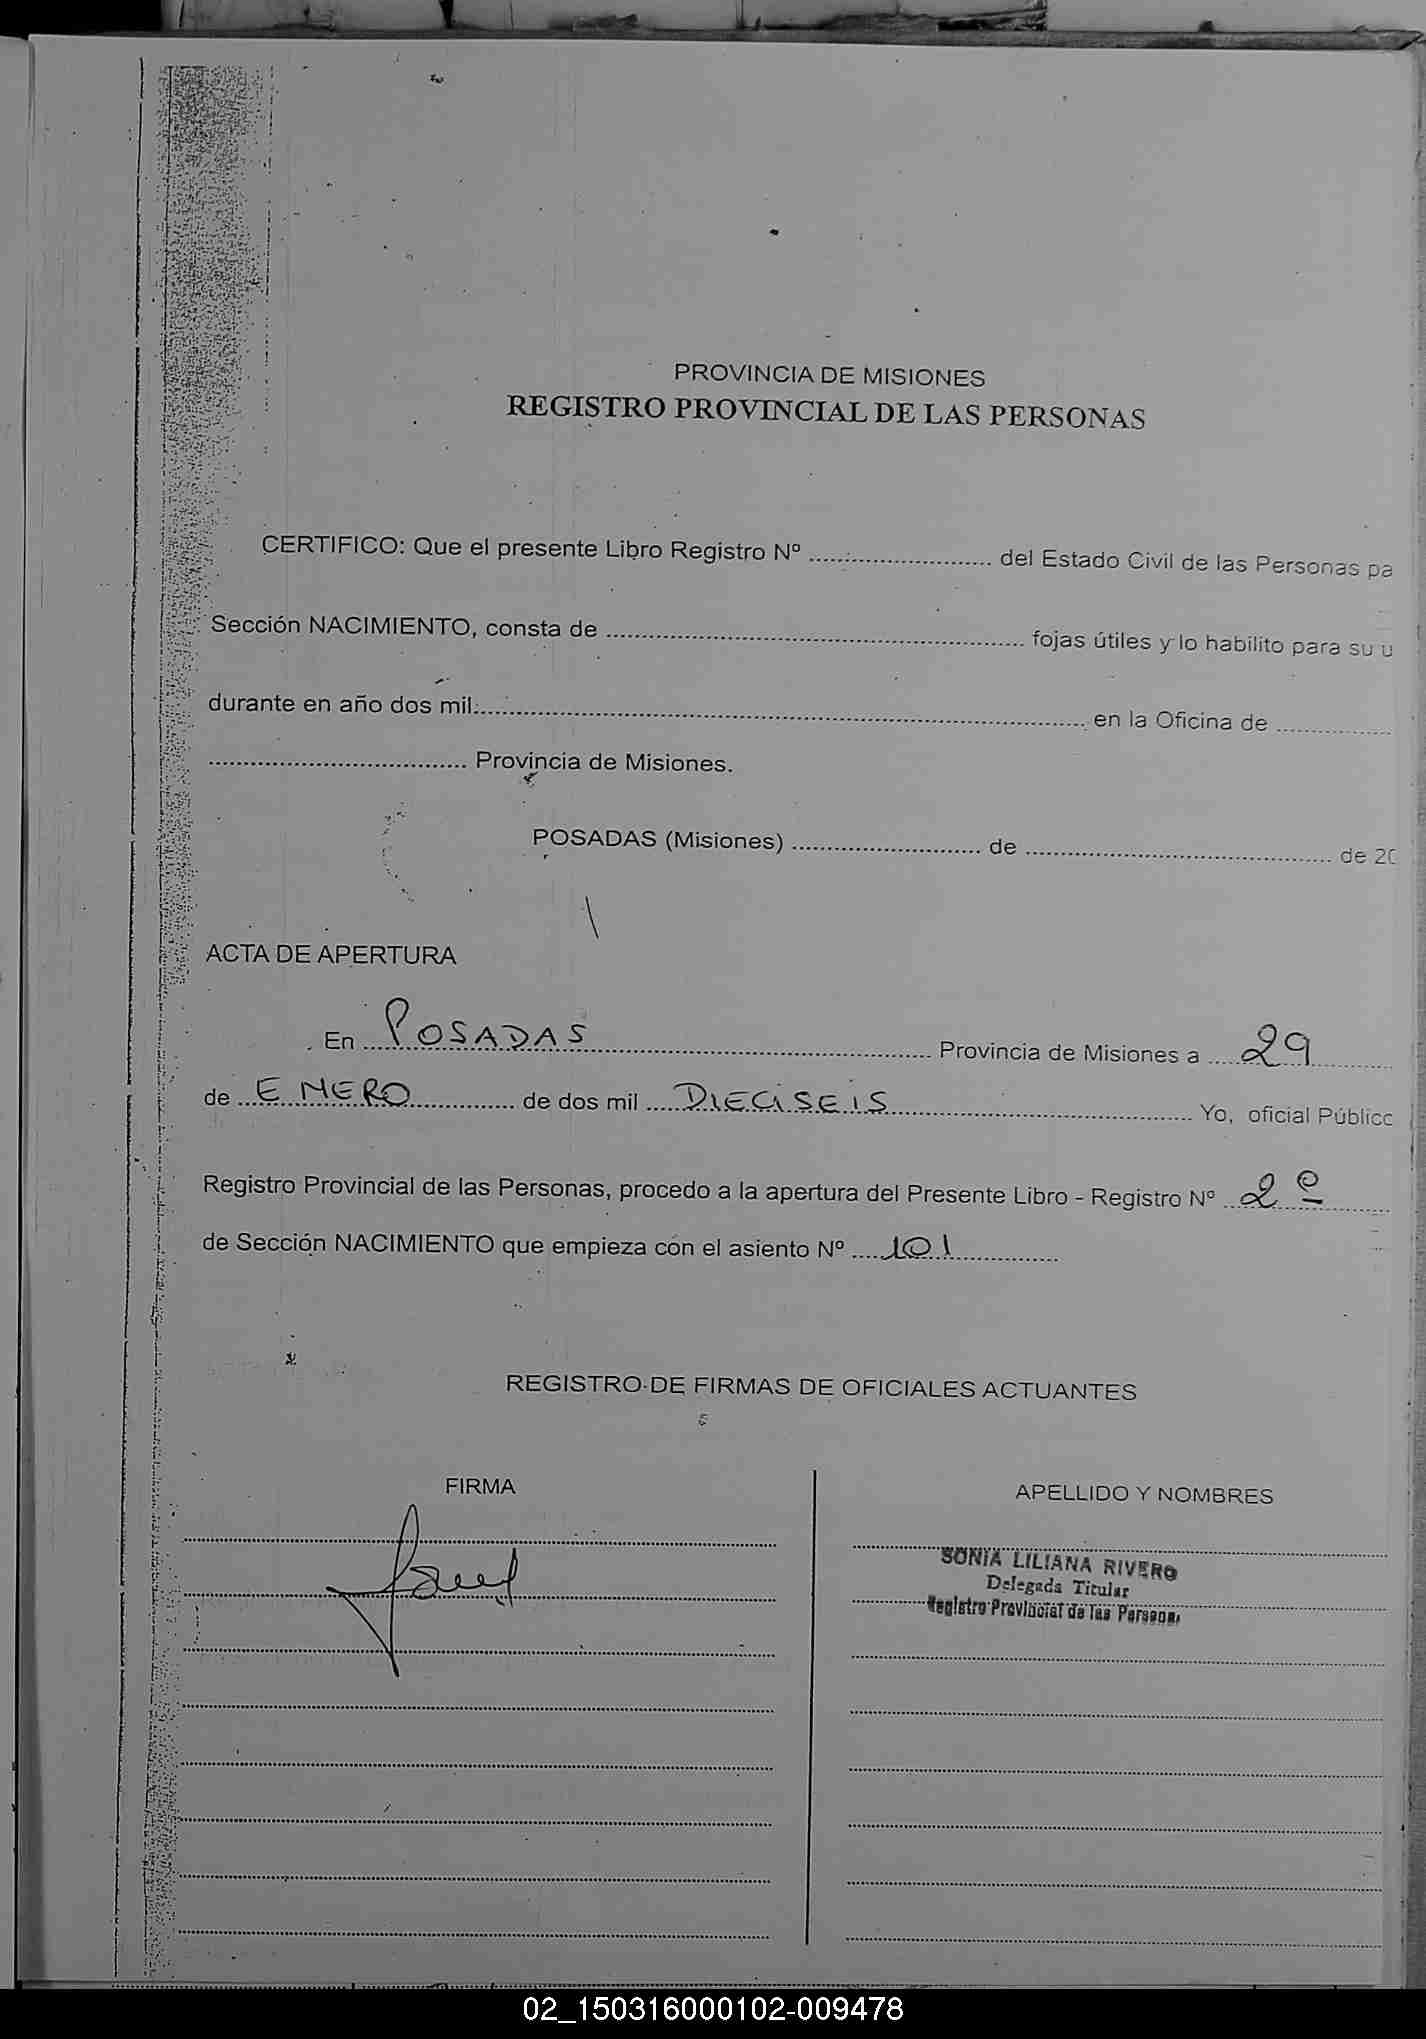 PROVINCIA DE MISIONES
REGISTRO PROVINCIAL DE LAS PERSONAS
CERTIFICO: Que el presente Libro Registro Nº .......................... del Estado Civil de las Personas pa
Sección NACIMIENTO, consta de ............................................................ fojas útiles y lo habilito para su u
durante en año dos mil:....................................................................................... en la Oficina de ................
..................................... Provincia de Misiones.
POSADAS (Misiones) ........................... de ............................................ de 20
ACTA DE APERTURA
En POSADAS Provincia de Misiones a 29
de ENERO de dos mil DIECISEIS Yo, oficial Público
Registro Provincial de las Personas, procedo a la apertura del Presente Libro - Registro Nº 2º
de Sección NACIMIENTO que empieza con el asiento Nº 101
REGISTRO DE FIRMAS DE OFICIALES ACTUANTES
FIRMA APELLIDO Y NOMBRES
SONIA LILIANA RIVERO
Delegada Titular
Registro Provincial de las Personas
02_150316000102-009478